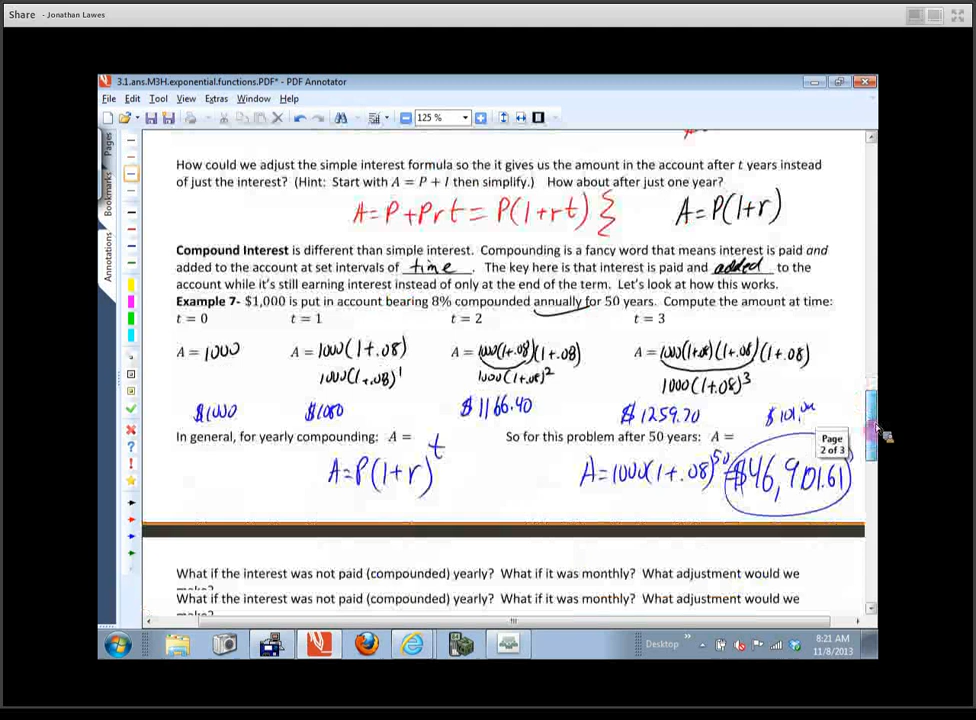 Share - Jonathan Lawes
3.1.ans.M3H.exponential.functions.PDF* - PDF Annotator
File Edit Tool View Extras Window Help
New 125 %
Pages
Bookmarks
Annotations
How could we adjust the simple interest formula so the it gives us the amount in the account after t years instead
of just the interest? (Hint: Start with A = P + I then simplify.) How about after just one year?
A=P+Prt = P(1+rt) } A=P(1+r)
Compound Interest is different than simple interest. Compounding is a fancy word that means interest is paid and
added to the account at set intervals of time. The key here is that interest is paid and added to the
account while it's still earning interest instead of only at the end of the term. Let's look at how this works.
Example 7- $1,000 is put in account bearing 8% compounded annually for 50 years. Compute the amount at time:
t = 0 t = 1 t = 2 t = 3
A = 1000 A = 1000(1+.08) A = 1000(1+.08)(1+.08) A = 1000(1+.08)(1+.08)(1+.08)
1000(1+.08)^1 1000(1+.08)^2 1000(1+.08)^3
$1000 $1080 $1166.40 $1259.70
In general, for yearly compounding: A = So for this problem after 50 years: A =
Page
2 of 3
A=P(1+r)^t A=1000(1+.08)^50 = $46,901.61
What if the interest was not paid (compounded) yearly? What if it was monthly? What adjustment would we
What if the interest was not paid (compounded) yearly? What if it was monthly? What adjustment would we
Desktop 8:21 AM
11/8/2013